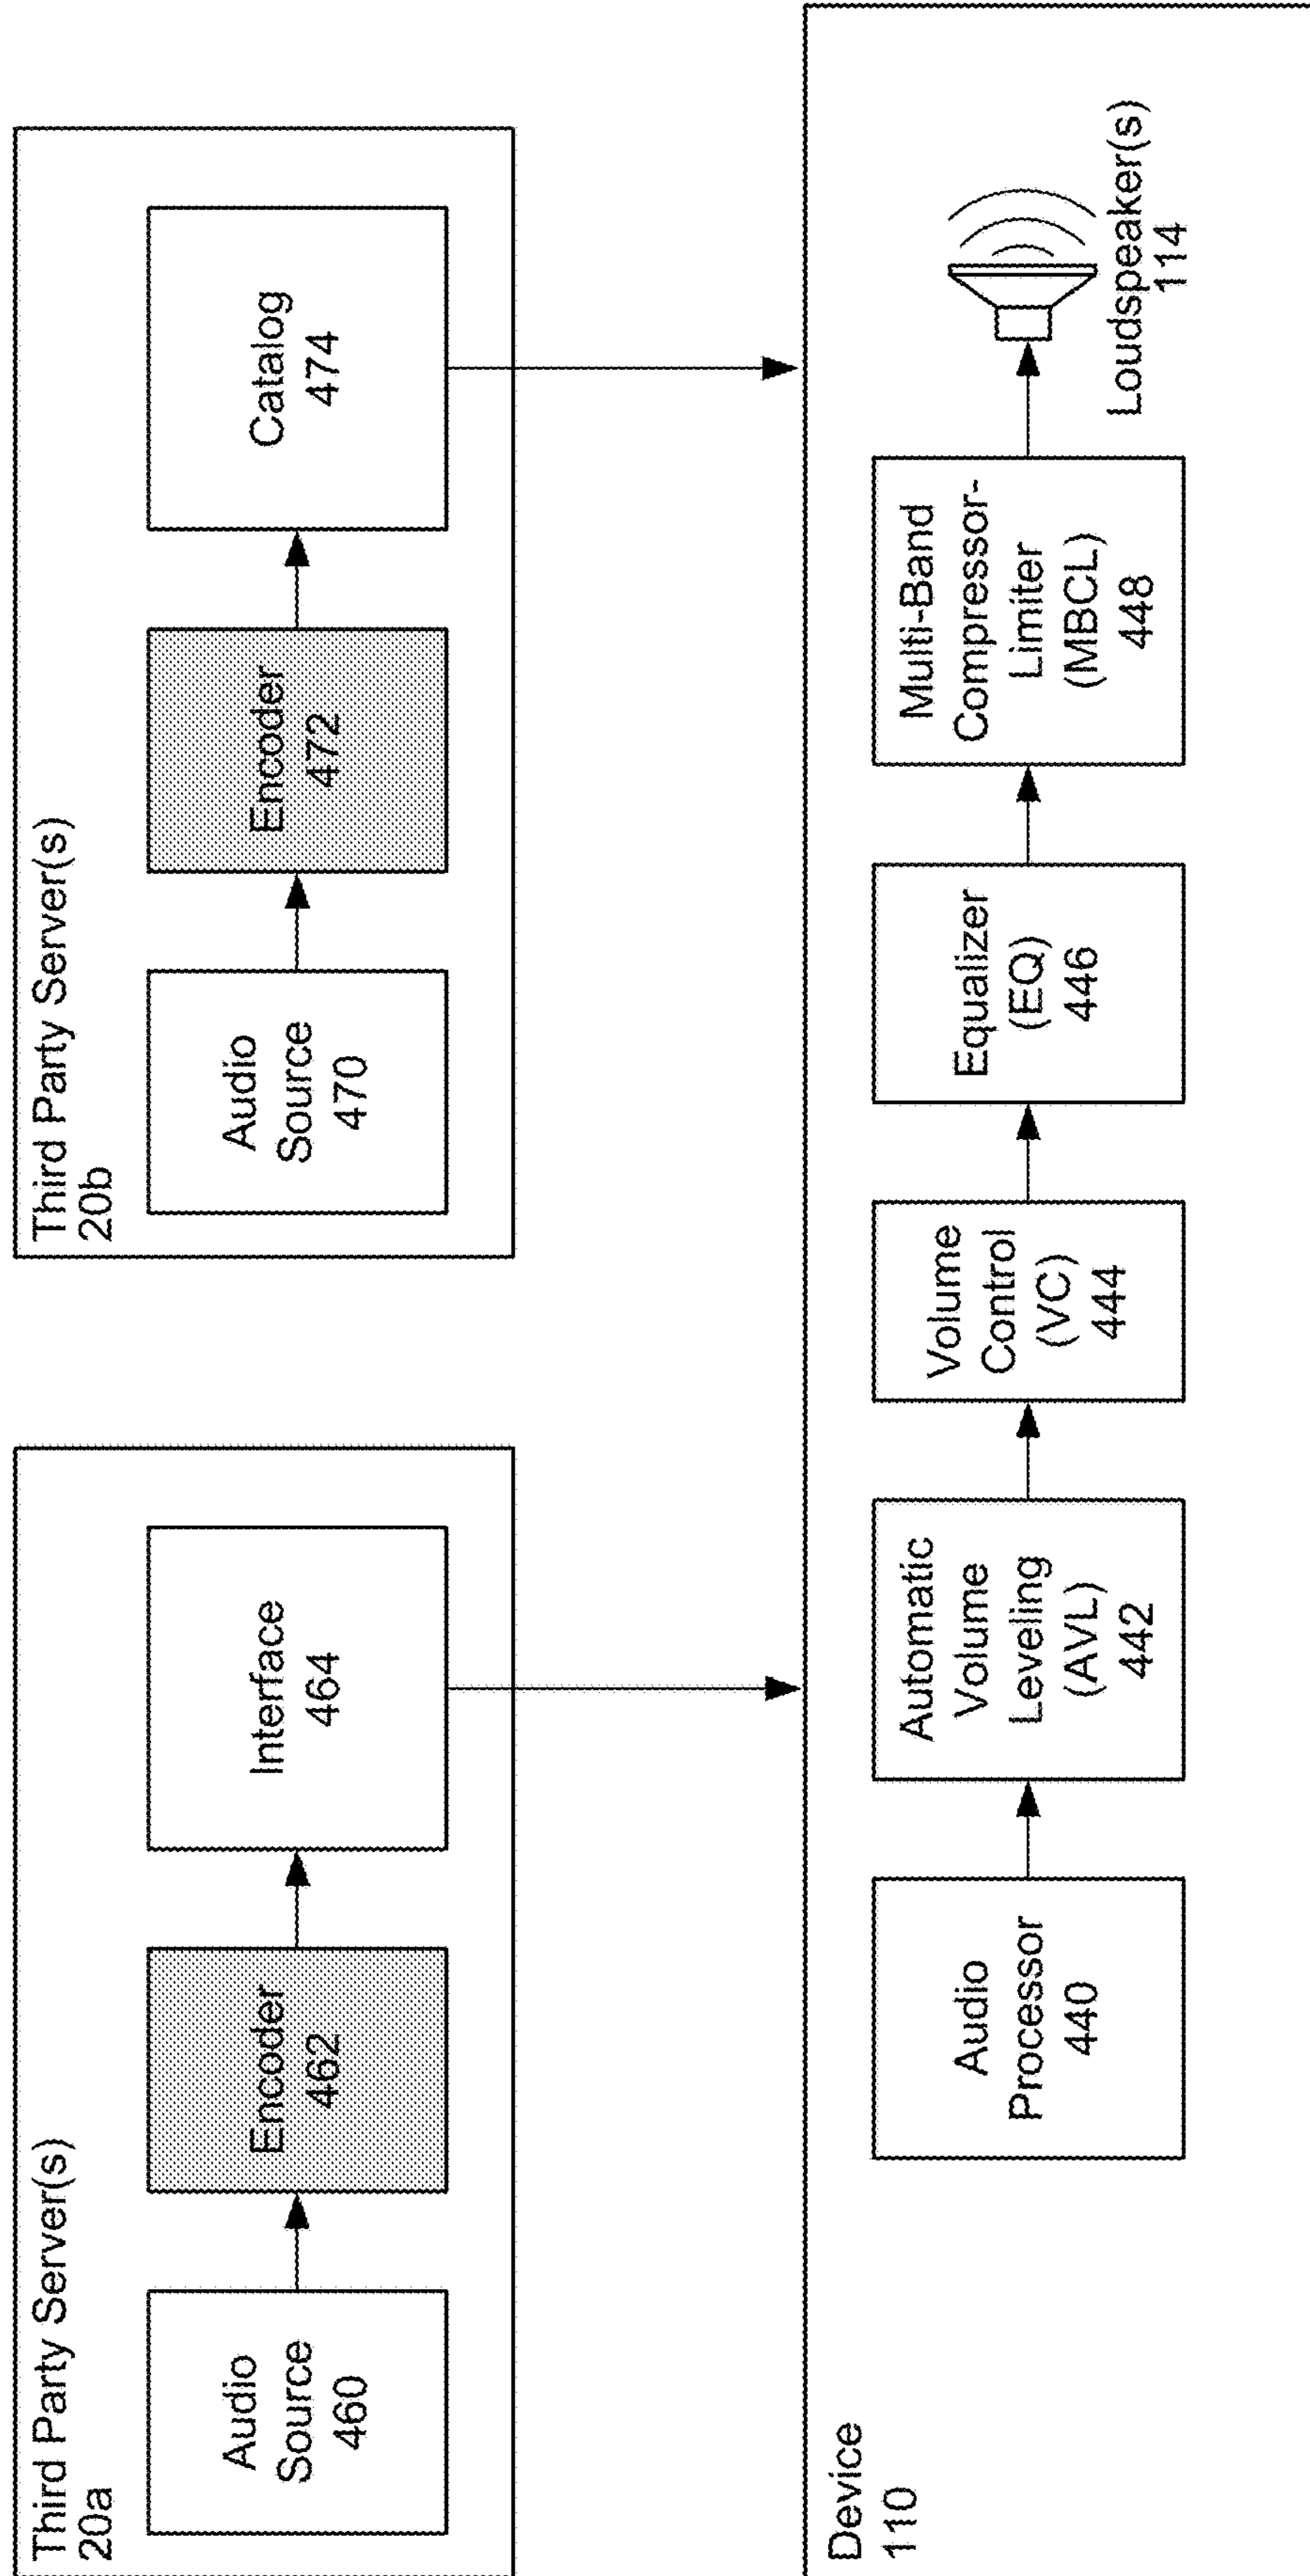 Third Party Server(s)
20a
Audio
Source
460
Encoder
462
Interface
464
Third Party Server(s)
20b
Audio
Source
470
Encoder
472
Catalog
474
Device
110
Audio
Processor
440
Automatic
Volume
Leveling
(AVL)
442
Volume
Control
(VC)
444
Equalizer
(EQ)
446
Multi-Band
Compressor-
Limiter
(MBCL)
448
Loudspeaker(s)
114